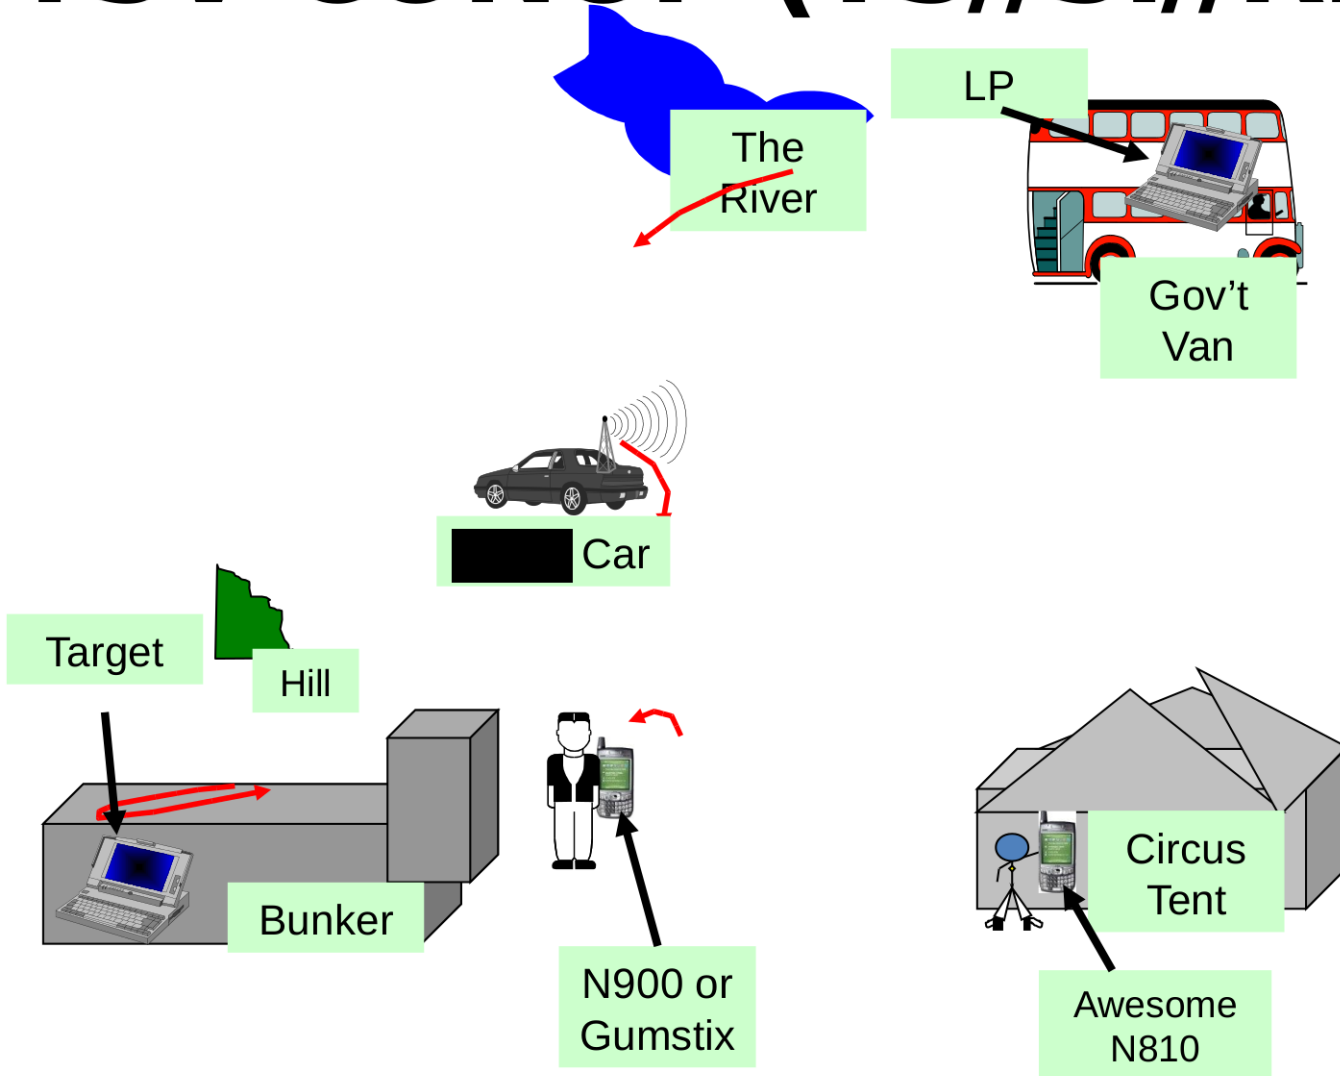 LP
The
River
Gov't
Van
Car
Target
Hill
Bunker
Circus
Tent
N900 or
Gumstix
Awesome
N810